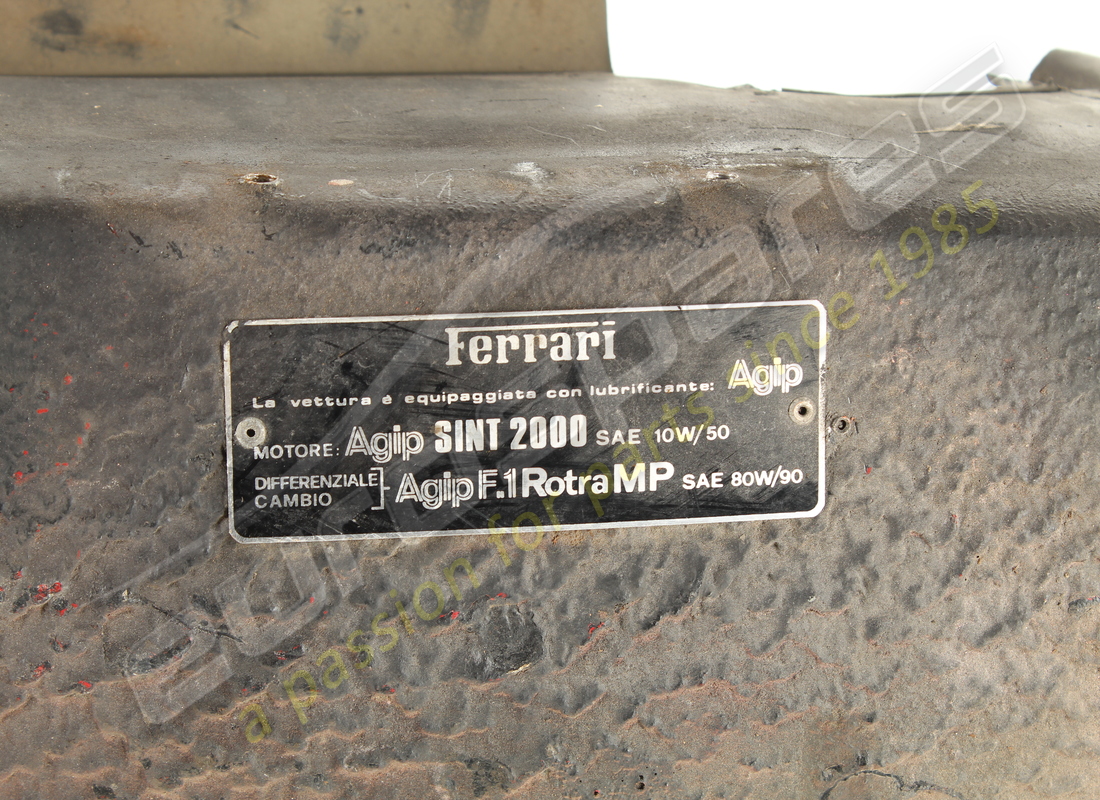 Ferrari
La vettura è equipaggiata con lubrificante: Agip
MOTORE: Agip SINT 2000 SAE 10W/50
DIFFERENZIALE
CAMBIO
Agip F.1 Rotra MP SAE 80W/90
eurospares
a passion for parts since 1985